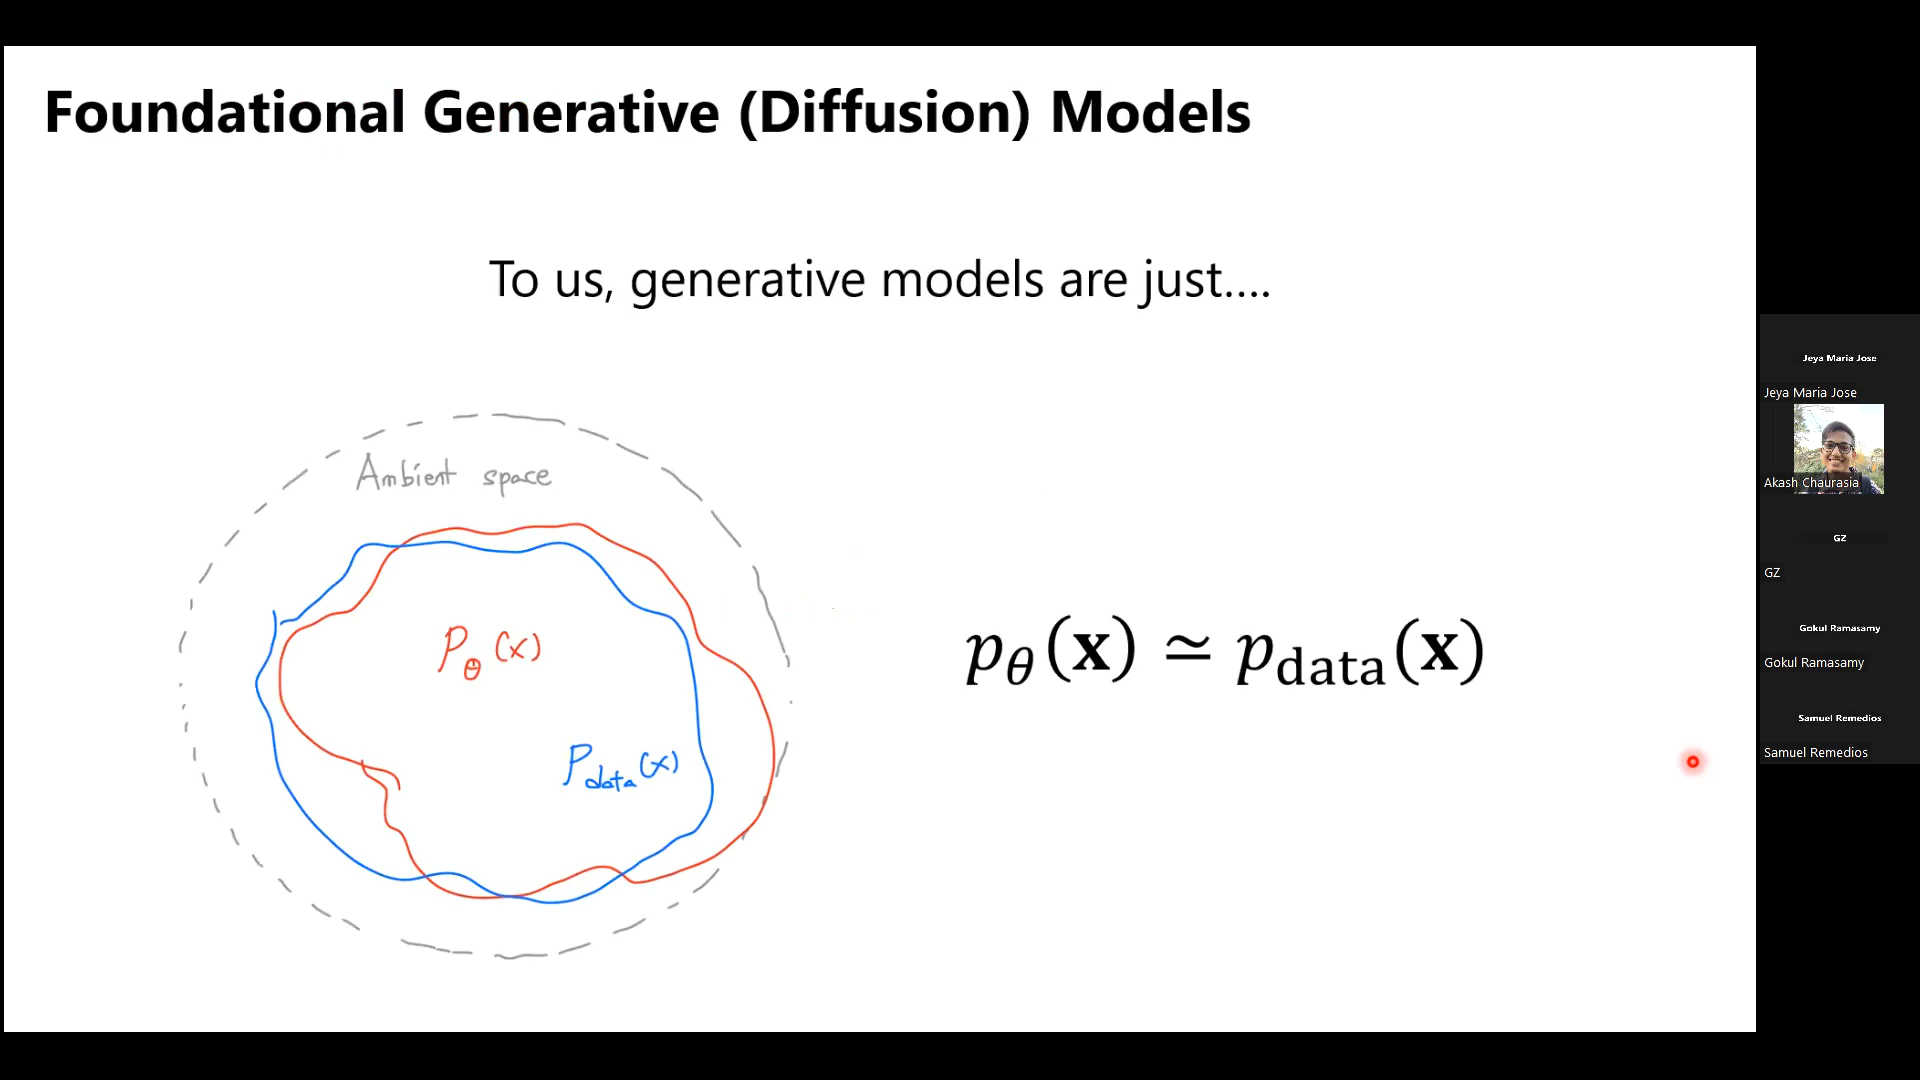 Foundational Generative (Diffusion) Models
To us, generative models are just....
Ambient space
Pθ(x)
Pdata(x)
pθ(x) ≃ pdata(x)
Jeya Maria Jose
Jeya Maria Jose
Akash Chaurasia
GZ
GZ
Gokul Ramasamy
Gokul Ramasamy
Samuel Remedios
Samuel Remedios